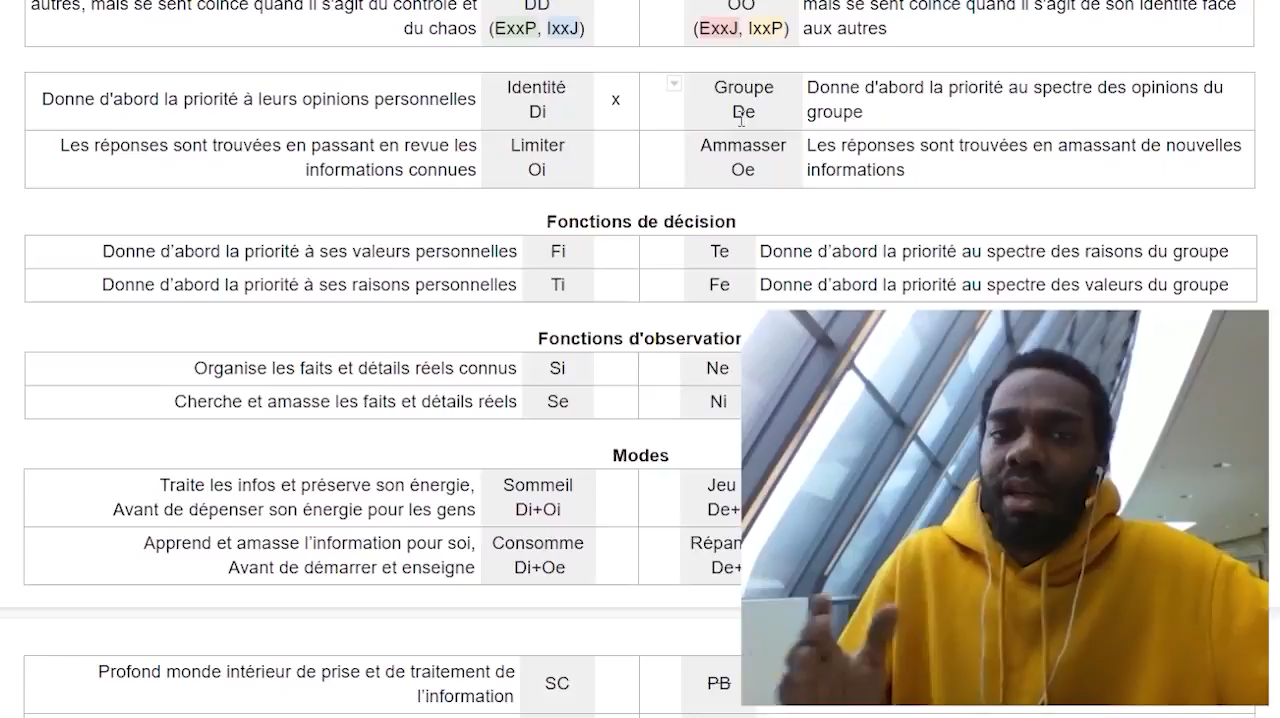 autres, mais se sent coincé quand il s'agit du contrôle et
du chaos
DD
(ExxP, IxxJ)
OO
(ExxJ, IxxP)
mais se sent coincé quand il s'agit de son identité face
aux autres
Donne d'abord la priorité à leurs opinions personnelles
Identité
Di
x
Groupe
De
Donne d'abord la priorité au spectre des opinions du
groupe
Les réponses sont trouvées en passant en revue les
informations connues
Limiter
Oi
Ammasser
Oe
Les réponses sont trouvées en amassant de nouvelles
informations
Fonctions de décision
Donne d’abord la priorité à ses valeurs personnelles
Fi
Te
Donne d’abord la priorité au spectre des raisons du groupe
Donne d’abord la priorité à ses raisons personnelles
Ti
Fe
Donne d’abord la priorité au spectre des valeurs du groupe
Fonctions d'observation
Organise les faits et détails réels connus
Si
Ne
Cherche et amasse les faits et détails réels
Se
Ni
Modes
Traite les infos et préserve son énergie,
Avant de dépenser son énergie pour les gens
Sommeil
Di+Oi
Jeu
De+
Apprend et amasse l’information pour soi,
Avant de démarrer et enseigne
Consomme
Di+Oe
Répan
De+
Profond monde intérieur de prise et de traitement de
l’information
SC
PB